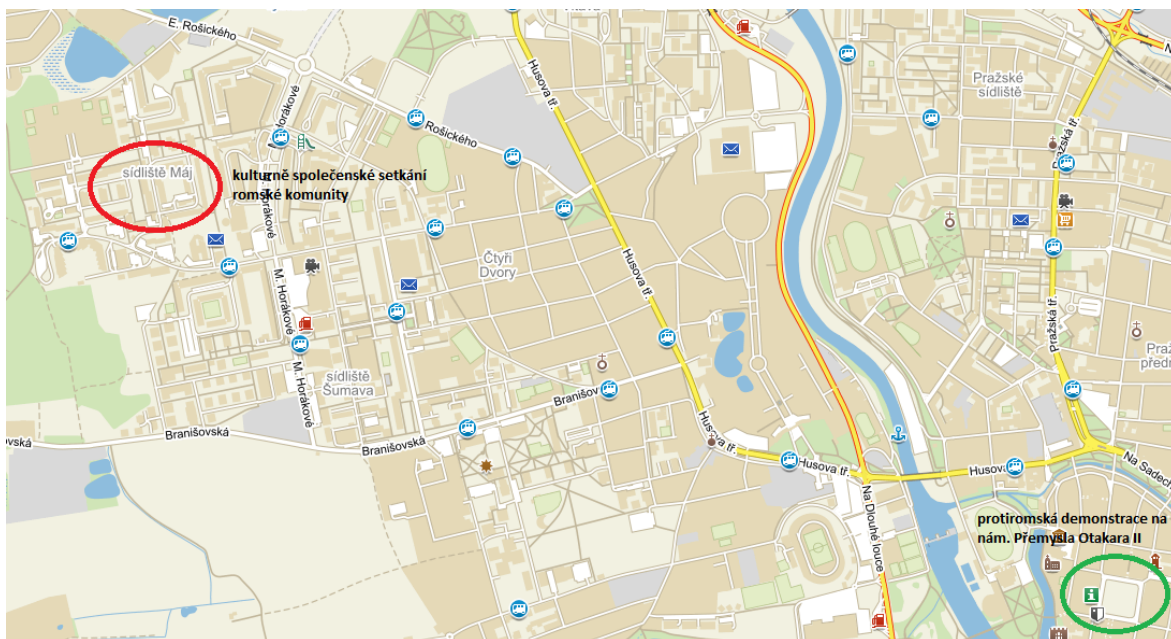 E. Rošického
Husova tř.
Pražské
sídliště
Pražská tř.
Horákové
Rošického
sídliště Máj
kulturně společenské setkání
romské komunity
Horákové
Čtyři
Dvory
Husova tř.
M. Horákové
Pražská tř.
sídliště
Šumava
M. Horákové
Branišov
Branišovská
Husova tř.
Husova tř.
Husova
Na Sadech
Na Dlouhé louce
protiromská demonstrace na
nám. Přemysla Otakara II